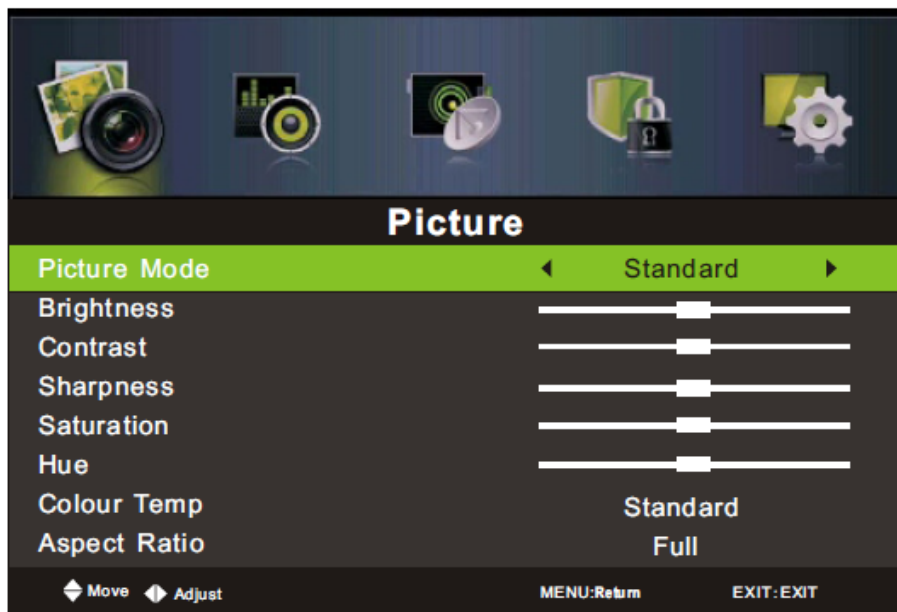 Picture
Picture Mode Standard
Brightness
Contrast
Sharpness
Saturation
Hue
Colour Temp Standard
Aspect Ratio Full
Move Adjust MENU:Return EXIT:EXIT